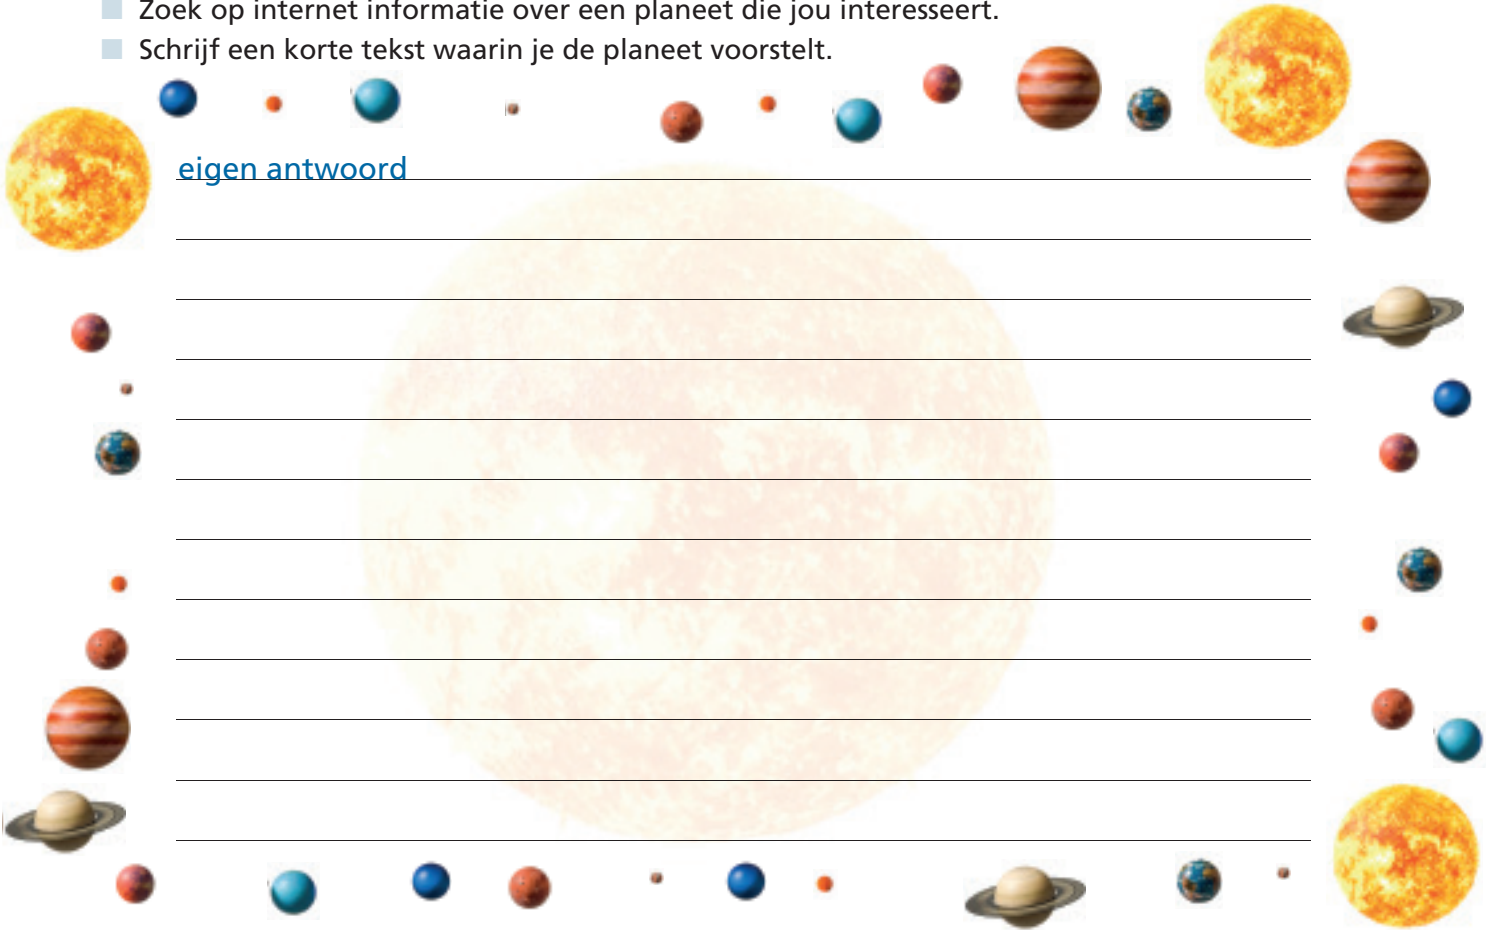 Zoek op internet informatie over een planeet die jou interesseert.
Schrijf een korte tekst waarin je de planeet voorstelt.
eigen antwoord